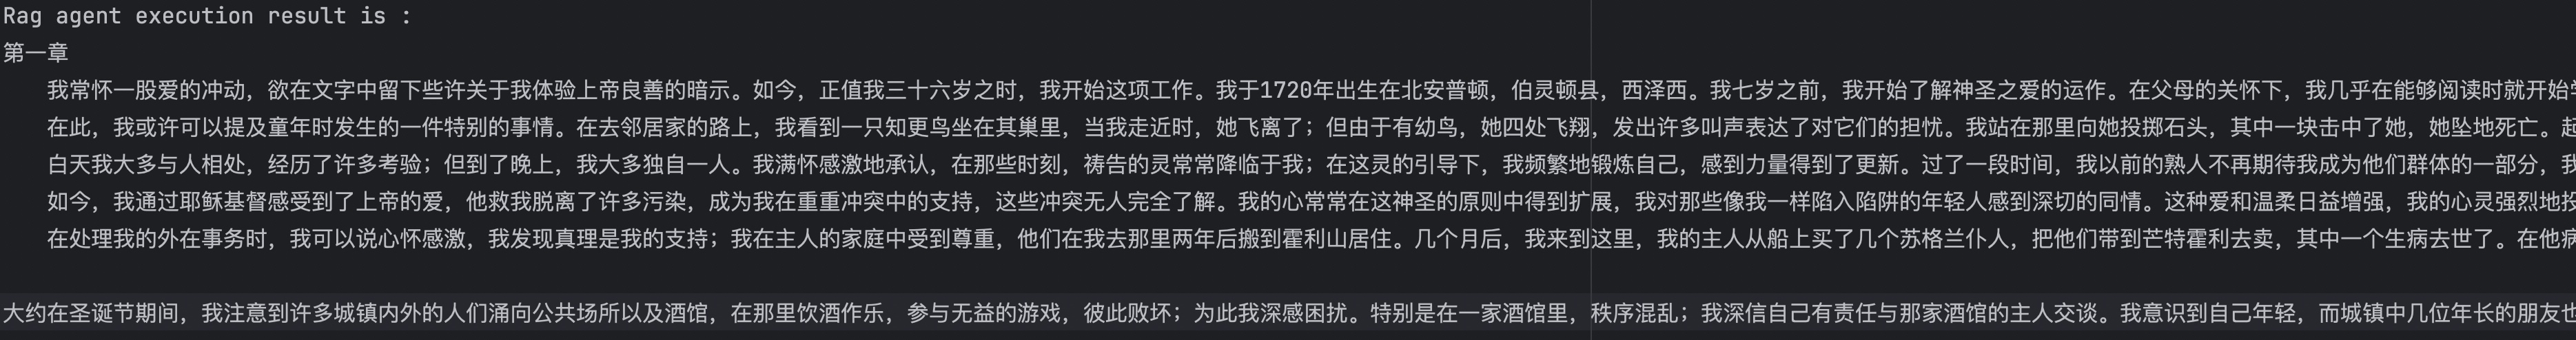 Rag agent execution result is :
第一章
我常怀一股爱的冲动，欲在文字中留下些许关于我体验上帝良善的暗示。如今，正值我三十六岁之时，我开始这项工作。我于1720年出生在北安普顿，伯灵顿县，西泽西。我七岁之前，我开始了解神圣之爱的运作。在父母的关怀下，我几乎在能够阅读时就开始
在此，我或许可以提及童年时发生的一件特别的事情。在去邻居家的路上，我看到一只知更鸟坐在其巢里，当我走近时，她飞离了；但由于有幼鸟，她四处飞翔，发出许多叫声表达了对它们的担忧。我站在那里向她投掷石头，其中一块击中了她，她坠地死亡。起
白天我大多与人相处，经历了许多考验；但到了晚上，我大多独自一人。我满怀感激地承认，在那些时刻，祷告的灵常常降临于我；在这灵的引导下，我频繁地锻炼自己，感到力量得到了更新。过了一段时间，我以前的熟人不再期待我成为他们群体的一部分，我
如今，我通过耶稣基督感受到了上帝的爱，他救我脱离了许多污染，成为我在重重冲突中的支持，这些冲突无人完全了解。我的心常常在这神圣的原则中得到扩展，我对那些像我一样陷入陷阱的年轻人感到深切的同情。这种爱和温柔日益增强，我的心灵强烈地投
在处理我的外在事务时，我可以说心怀感激，我发现真理是我的支持；我在主人的家庭中受到尊重，他们在我去那里两年后搬到霍利山居住。几个月后，我来到这里，我的主人从船上买了几个苏格兰仆人，把他们带到芒特霍利去卖，其中一个生病去世了。在他病
大约在圣诞节期间，我注意到许多城镇内外的人们涌向公共场所以及酒馆，在那里饮酒作乐，参与无益的游戏，彼此败坏；为此我深感困扰。特别是在一家酒馆里，秩序混乱；我深信自己有责任与那家酒馆的主人交谈。我意识到自己年轻，而城镇中几位年长的朋友也